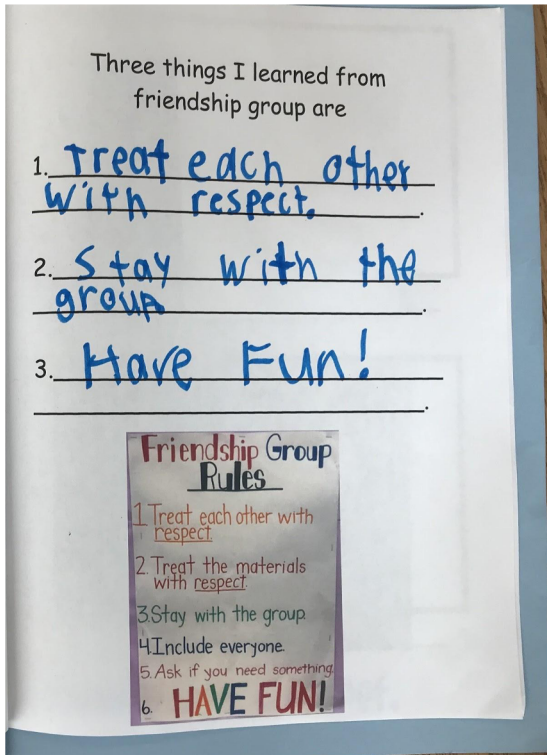 Three things I learned from
friendship group are
1. Treat each other
with respect.
2. Stay with the
group.
3. Have Fun!
Friendship Group
Rules
1 Treat each other with
respect
2. Treat the materials
with respect
3. Stay with the group.
4. Include everyone.
5. Ask if you need something.
6. HAVE FUN!